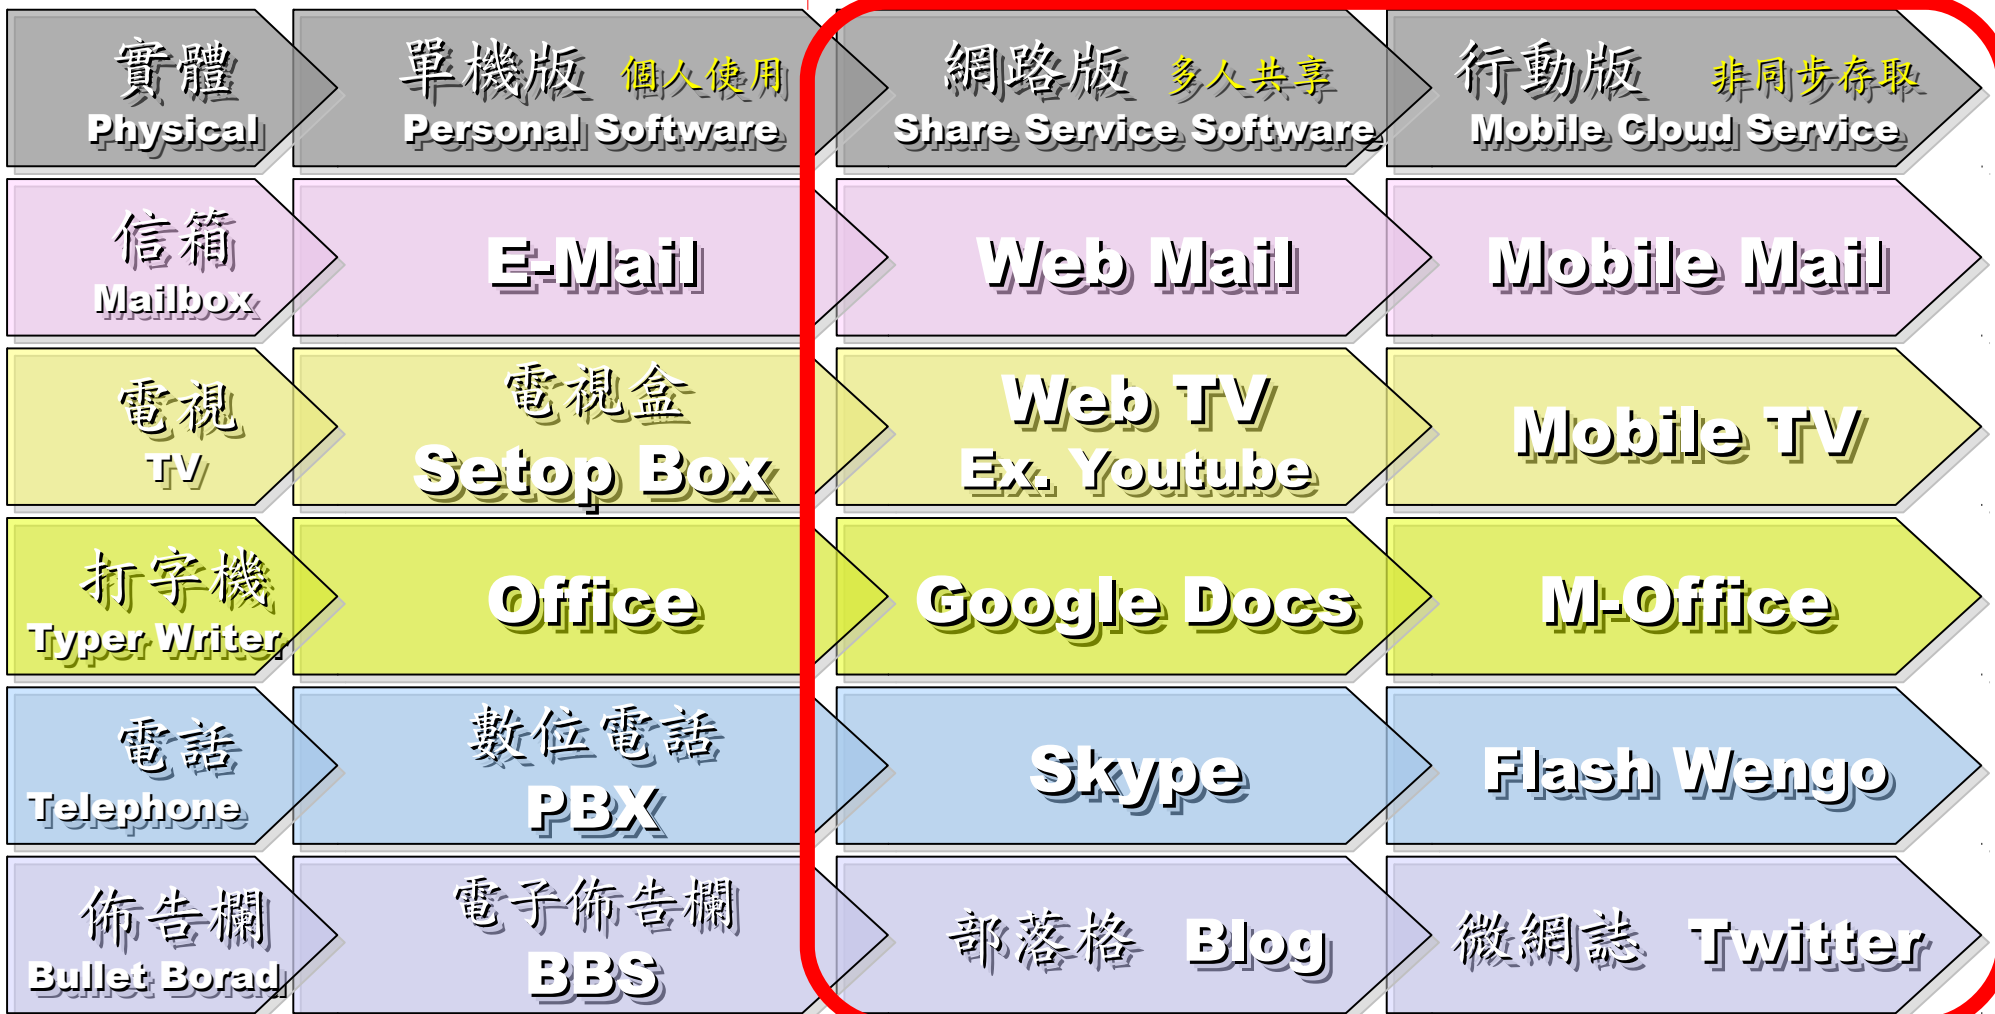 實體
Physical
單機版 個人使用
Personal Software
網路版 多人共享
Share Service Software
行動版 非同步存取
Mobile Cloud Service
信箱
Mailbox
E-Mail
Web Mail
Mobile Mail
電視
TV
電視盒
Setop Box
Web TV
Ex. Youtube
Mobile TV
打字機
Typer Writer
Office
Google Docs
M-Office
電話
Telephone
數位電話
PBX
Skype
Flash Wengo
佈告欄
Bullet Borad
電子佈告欄
BBS
部落格 Blog
微網誌 Twitter